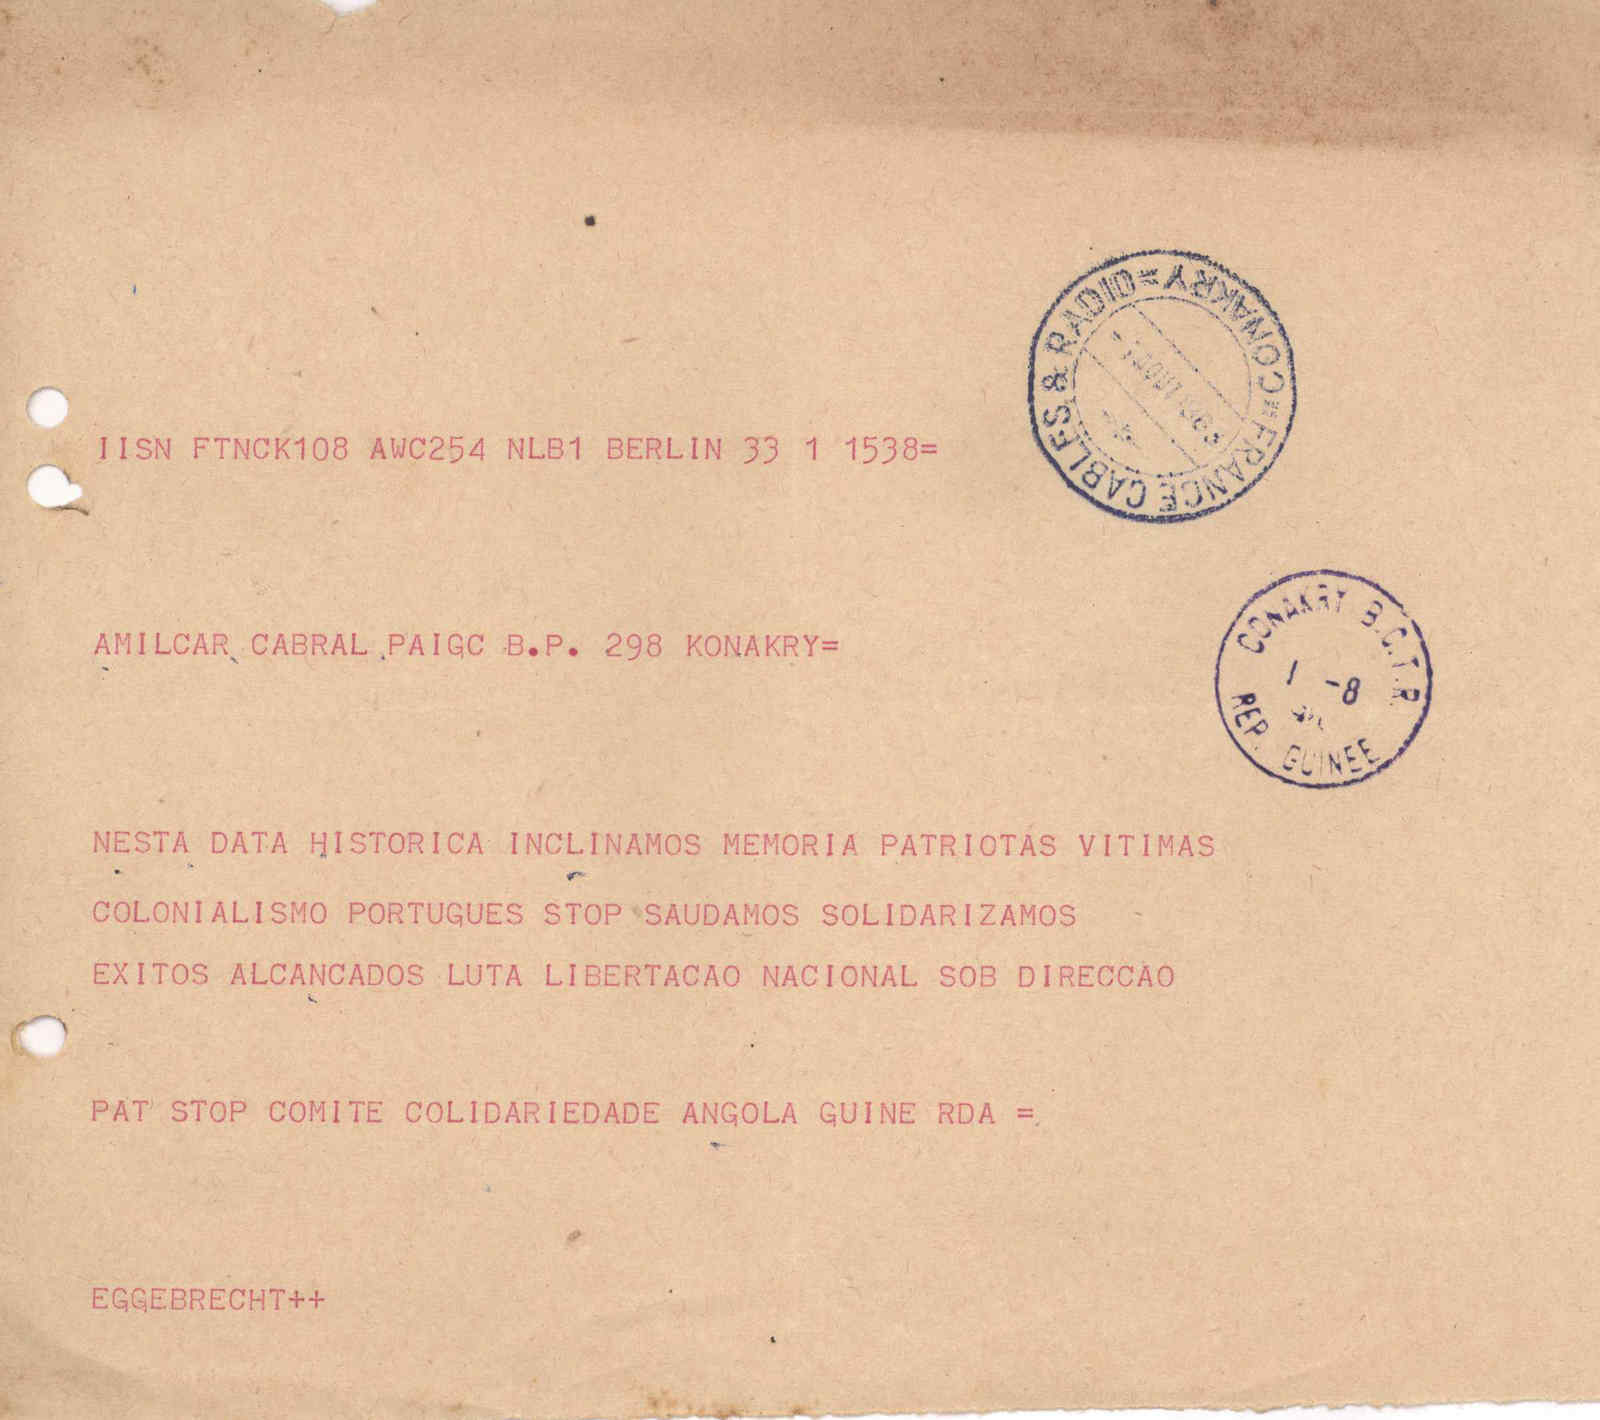 IISN FTNCK108 AWC254 NLB1 BERLIN 33 1 1538=
FRANCE CABLES & RADIO = CONAKRY =
AMILCAR CABRAL PAIGC B.P. 298 KONAKRY=
CONAKRY B.C.T.R.
1 -8
REP. GUINEE
NESTA DATA HISTORICA INCLINAMOS MEMORIA PATRIOTAS VITIMAS
COLONIALISMO PORTUGUES STOP SAUDAMOS SOLIDARIZAMOS
EXITOS ALCANCADOS LUTA LIBERTACAO NACIONAL SOB DIRECCAO
PAT STOP COMITE COLIDARIEDADE ANGOLA GUINE RDA =
EGGEBRECHT++